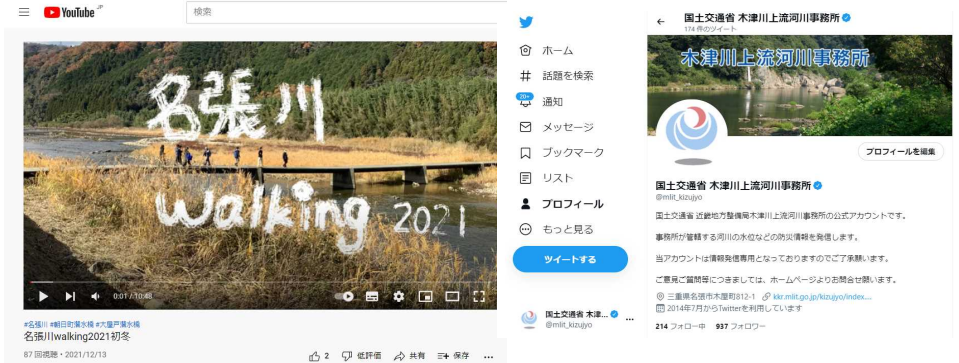 YouTube JP
検索
名張川
walking 2021
0:01 / 10:48
#名張川 #朝日町潜水橋 #大屋戸潜水橋
名張川walking2021初冬
87 回視聴・2021/12/13
2 低評価 共有 保存 ...
ホーム
話題を検索
20+
通知
メッセージ
ブックマーク
リスト
プロフィール
もっと見る
ツイートする
国土交通省 木津... ...
@mlit_kizujyo
国土交通省 木津川上流河川事務所
174 件のツイート
木津川上流河川事務所
プロフィールを編集
国土交通省 木津川上流河川事務所
@mlit_kizujyo
国土交通省 近畿地方整備局木津川上流河川事務所の公式アカウントです。
事務所が管轄する河川の水位などの防災情報を発信します。
当アカウントは情報発信専用となっておりますのでご了承願います。
ご意見ご質問等につきましては、ホームページよりお問合せ願います。
三重県名張市木屋町812-1 kkr.mlit.go.jp/kizujyo/index....
2014年7月からTwitterを利用しています
214 フォロー中 937 フォロワー